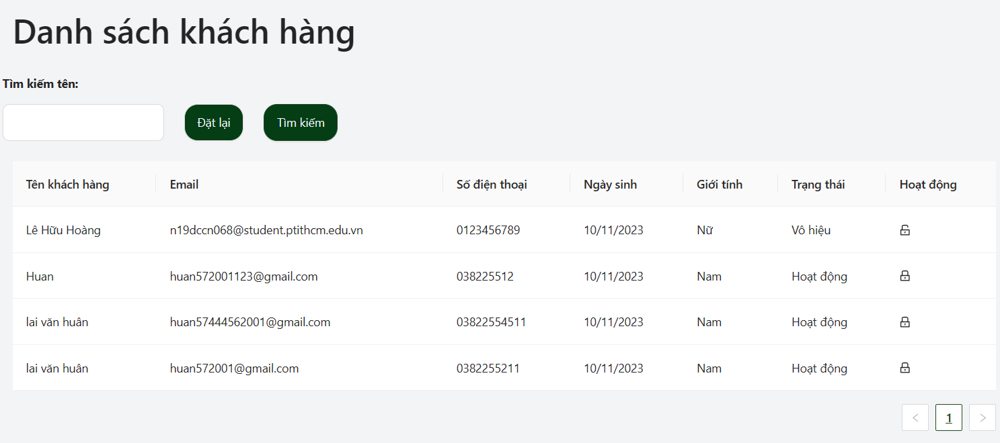 Danh sách khách hàng
Tìm kiếm tên:
Đặt lại Tìm kiếm
Tên khách hàng Email Số điện thoại Ngày sinh Giới tính Trạng thái Hoạt động
Lê Hữu Hoàng n19dccn068@student.ptithcm.edu.vn 0123456789 10/11/2023 Nữ Vô hiệu
Huan huan572001123@gmail.com 038225512 10/11/2023 Nam Hoạt động
lai văn huân huan57444562001@gmail.com 03822554511 10/11/2023 Nam Hoạt động
lai văn huân huan572001@gmail.com 0382255211 10/11/2023 Nam Hoạt động
1